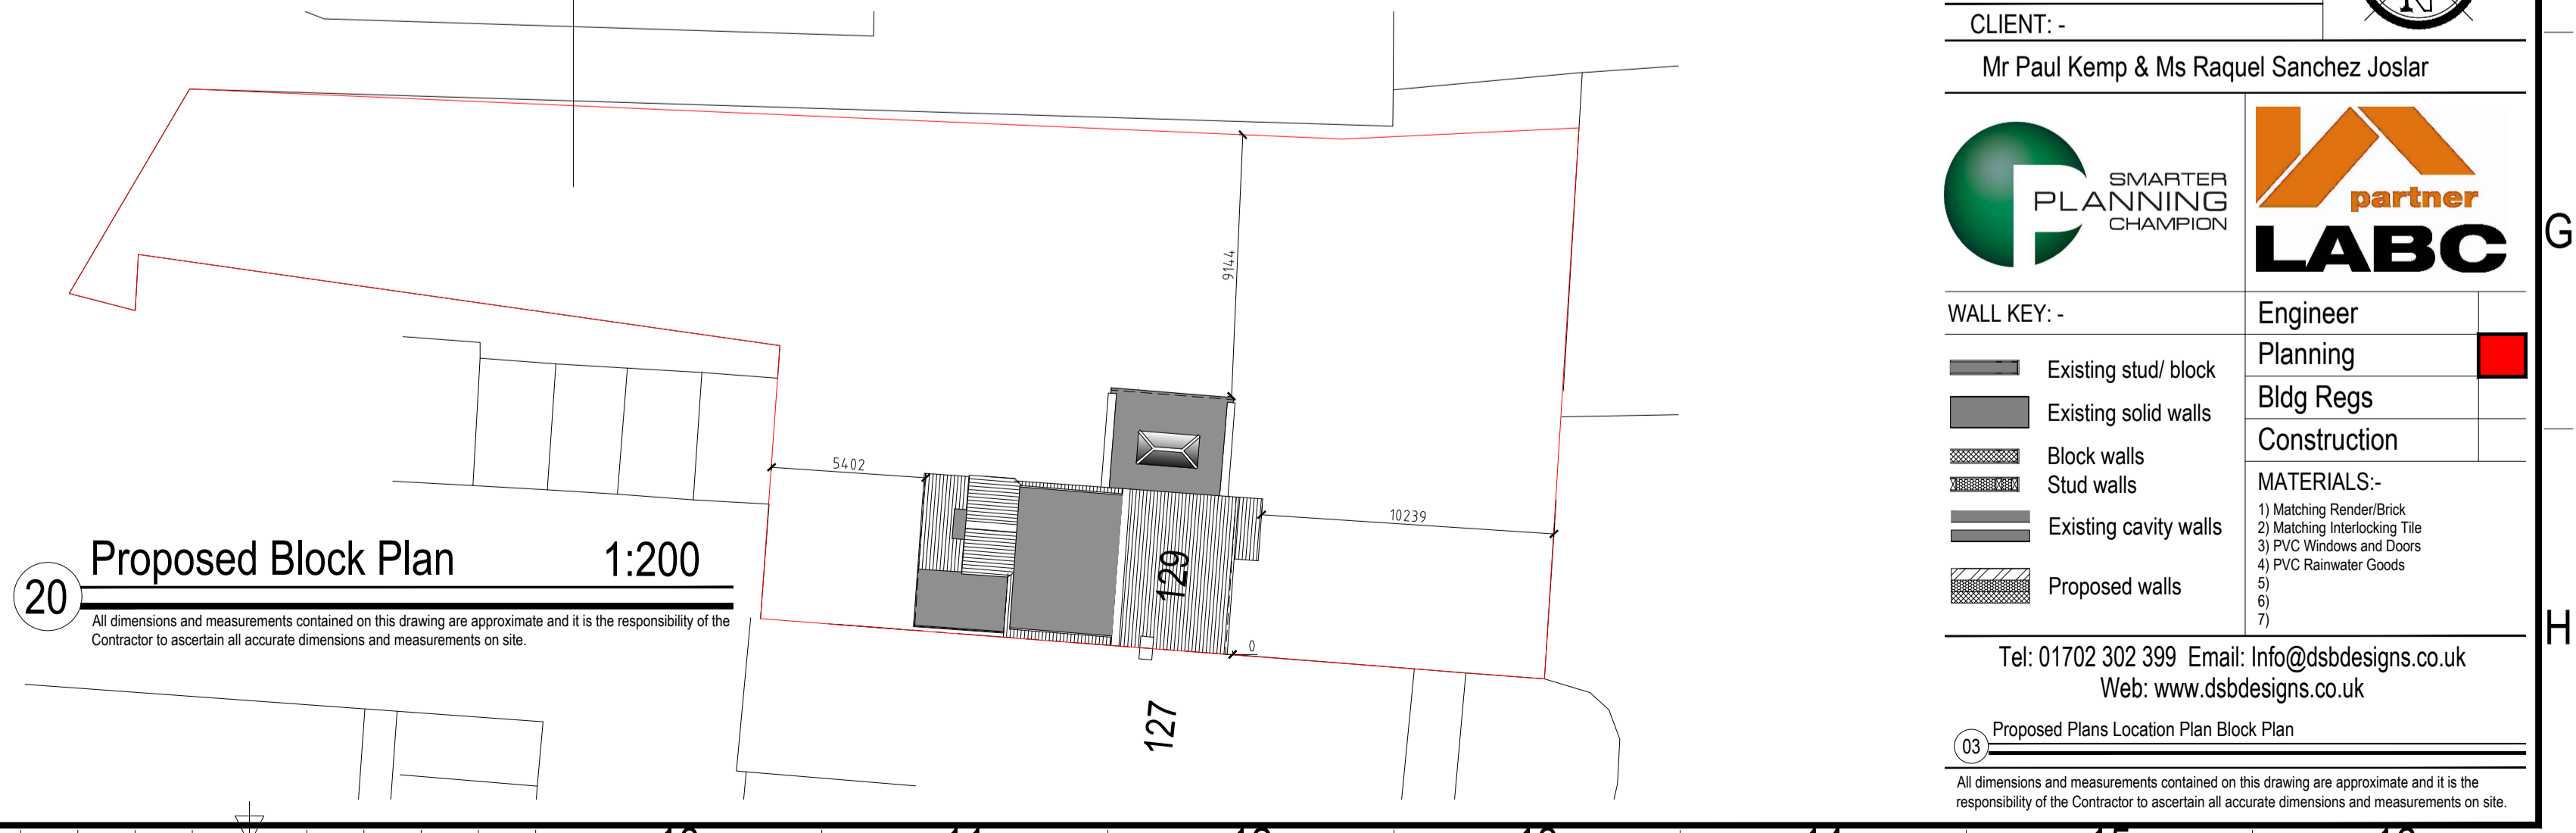 CLIENT: -
Mr Paul Kemp & Ms Raquel Sanchez Joslar
SMARTER
PLANNING
CHAMPION
partner
LABC
G
WALL KEY: -
Existing stud/ block
Existing solid walls
Block walls
Stud walls
Existing cavity walls
Proposed walls
Engineer
Planning
Bldg Regs
Construction
MATERIALS:-
1) Matching Render/Brick
2) Matching Interlocking Tile
3) PVC Windows and Doors
4) PVC Rainwater Goods
5)
6)
7)
H
Tel: 01702 302 399 Email: Info@dsbdesigns.co.uk
Web: www.dsbdesigns.co.uk
03 Proposed Plans Location Plan Block Plan
All dimensions and measurements contained on this drawing are approximate and it is the
responsibility of the Contractor to ascertain all accurate dimensions and measurements on site.
9144
5402
10239
129
0
127
20 Proposed Block Plan 1:200
All dimensions and measurements contained on this drawing are approximate and it is the responsibility of the
Contractor to ascertain all accurate dimensions and measurements on site.